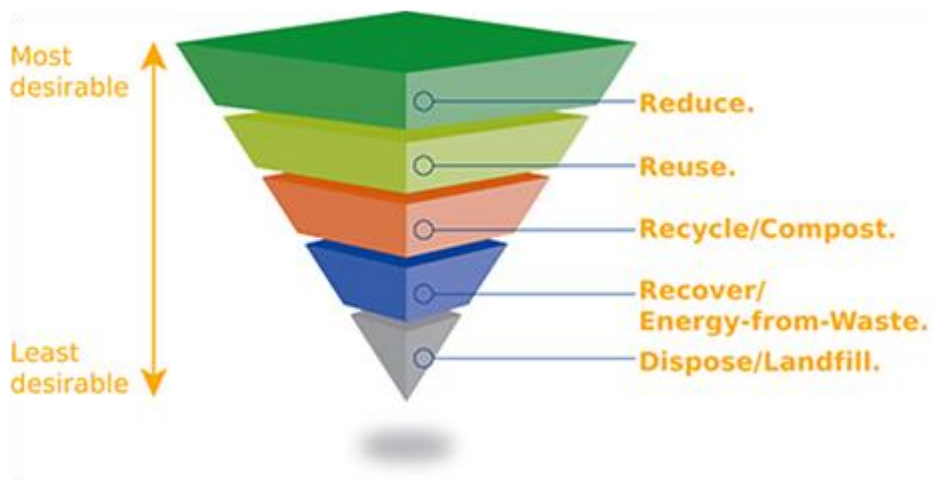 Most
desirable
Reduce.
Reuse.
Recycle/Compost.
Recover/
Energy-from-Waste.
Least
desirable
Dispose/Landfill.